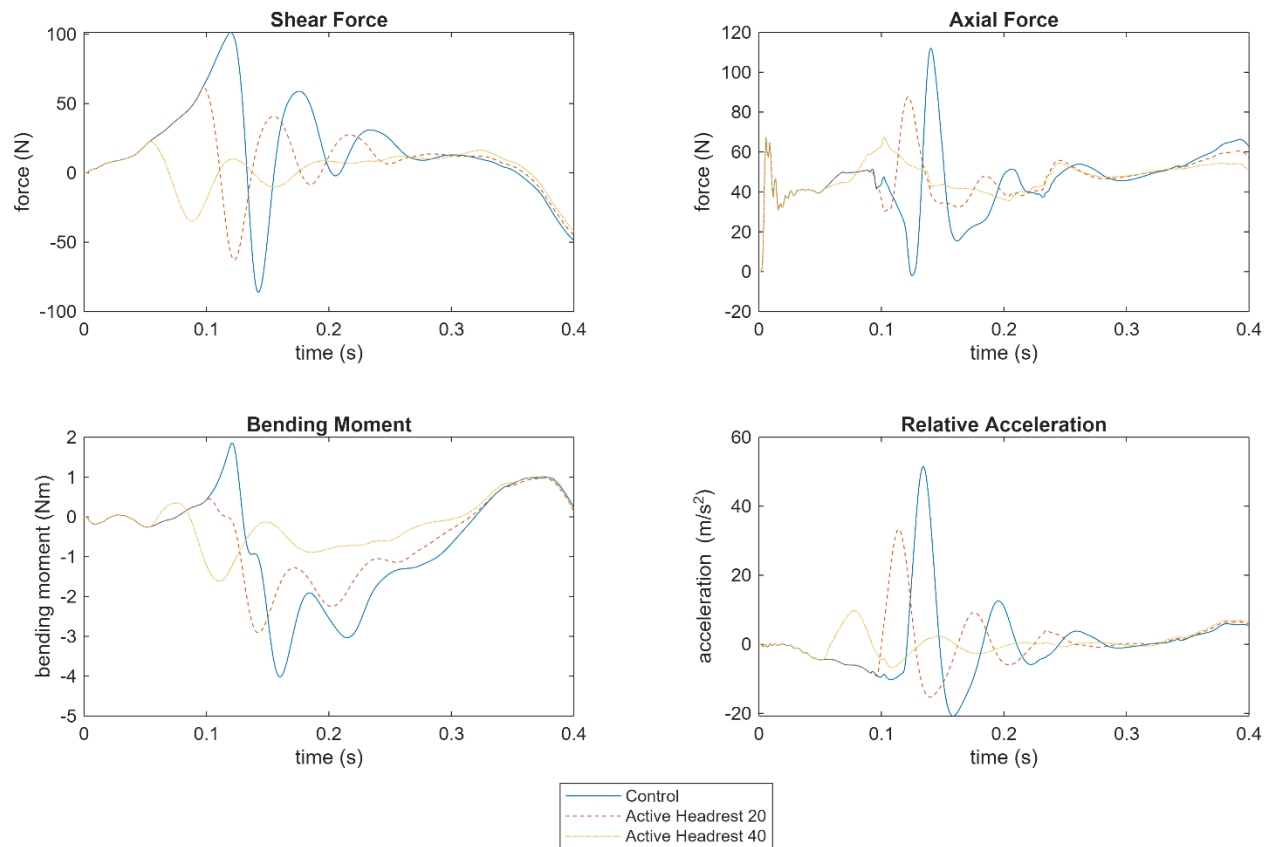 Shear Force
100
50
0
-50
-100
force (N)
0 0.1 0.2 0.3 0.4
time (s)
Axial Force
120
100
80
60
40
20
0
-20
force (N)
0 0.1 0.2 0.3 0.4
time (s)
Bending Moment
2
1
0
-1
-2
-3
-4
-5
bending moment (Nm)
0 0.1 0.2 0.3 0.4
time (s)
Relative Acceleration
60
40
20
0
-20
acceleration (m/s²)
0 0.1 0.2 0.3 0.4
time (s)
Control
Active Headrest 20
Active Headrest 40